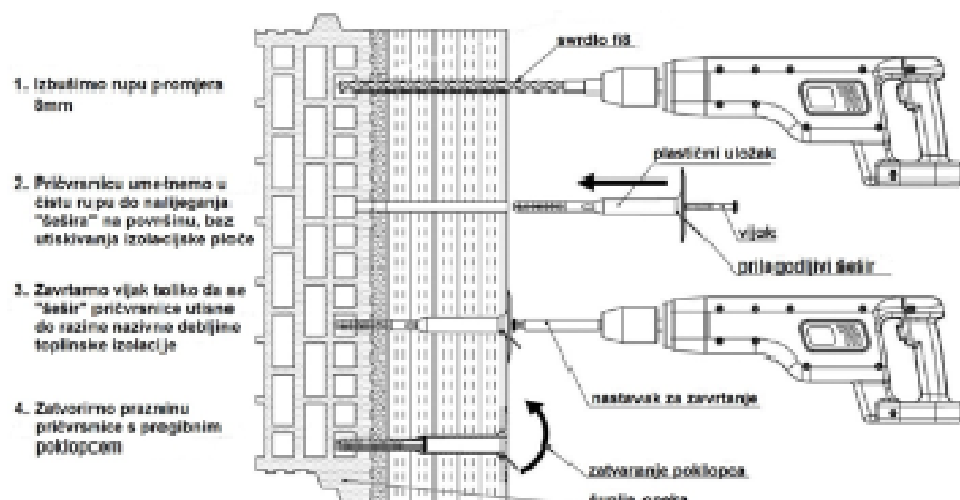 1. Izbušimo rupu promjera
8mm
2. Pričvrsnicu umetnemo u
čistu rupu do nalijeganja
"šešira" na površinu, bez
utiskivanja izolacijske ploče
3. Zavrtamo vijak toliko da se
"šešir" pričvrsnice utisne
do razine nazivne debljine
toplinske izolacije
4. Zatvorimo prazninu
pričvrsnice s pregibnim
poklopcem
svrdlo fi8
plastični uložak
vijak
prilagodljivi šešir
nastavak za zavrtanje
zatvaranje poklopca